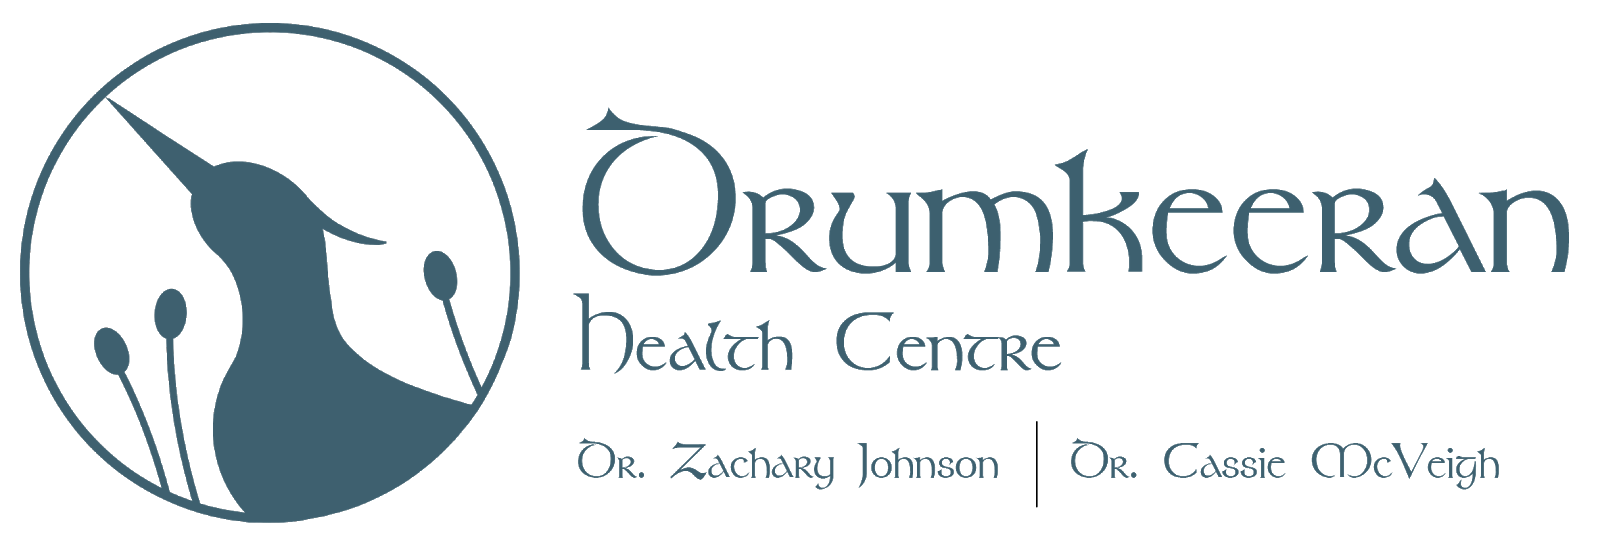 Drumkeeran
Health Centre
Dr. Zachary Johnson | Dr. Cassie McVeigh